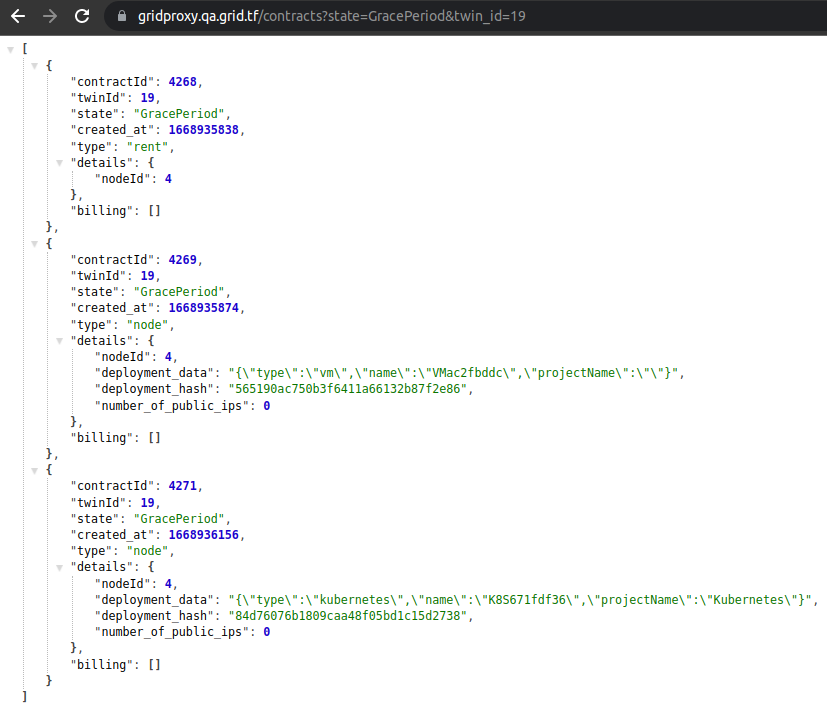 gridproxy.qa.grid.tf/contracts?state=GracePeriod&twin_id=19
[
{
"contractId": 4268,
"twinId": 19,
"state": "GracePeriod",
"created_at": 1668935838,
"type": "rent",
"details": {
"nodeId": 4
},
"billing": []
},
{
"contractId": 4269,
"twinId": 19,
"state": "GracePeriod",
"created_at": 1668935874,
"type": "node",
"details": {
"nodeId": 4,
"deployment_data": "{\"type\":\"vm\",\"name\":\"VMac2fbddc\",\"projectName\":\"\"}",
"deployment_hash": "565190ac750b3f6411a66132b87f2e86",
"number_of_public_ips": 0
},
"billing": []
},
{
"contractId": 4271,
"twinId": 19,
"state": "GracePeriod",
"created_at": 1668936156,
"type": "node",
"details": {
"nodeId": 4,
"deployment_data": "{\"type\":\"kubernetes\",\"name\":\"K8S671fdf36\",\"projectName\":\"Kubernetes\"}",
"deployment_hash": "84d76076b1809caa48f05bd1c15d2738",
"number_of_public_ips": 0
},
"billing": []
}
]